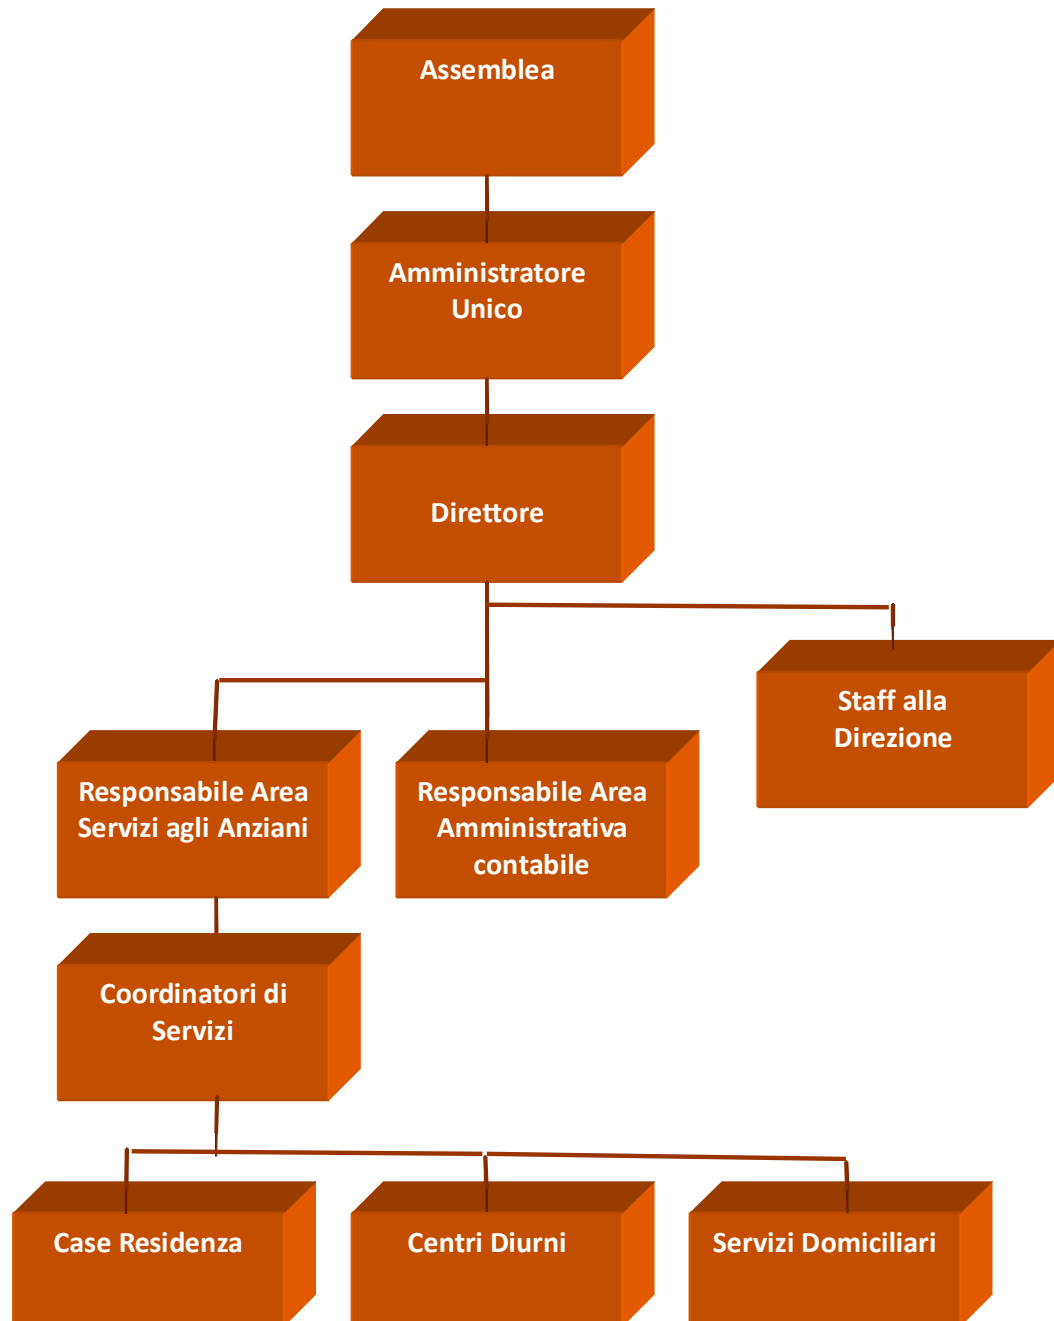 Assemblea
Amministratore
Unico
Direttore
Staff alla
Direzione
Responsabile Area
Servizi agli Anziani
Responsabile Area
Amministrativa
contabile
Coordinatori di
Servizi
Case Residenza
Centri Diurni
Servizi Domiciliari